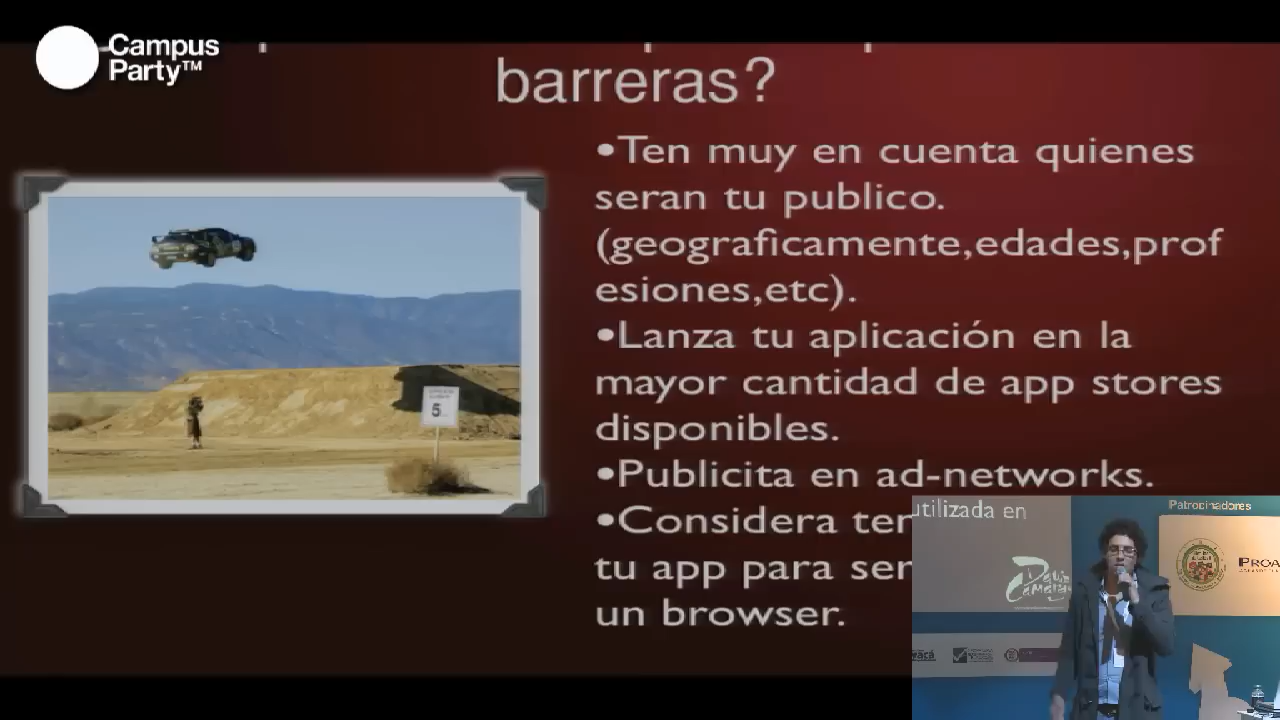 Campus
Party™
barreras?
•Ten muy en cuenta quienes
seran tu publico.
(geograficamente,edades,prof
esiones,etc).
•Lanza tu aplicación en la
mayor cantidad de app stores
disponibles.
•Publicita en ad-networks.
•Considera ter
tu app para ser
un browser.
5
utilizada en
Patrocinadores
PROA